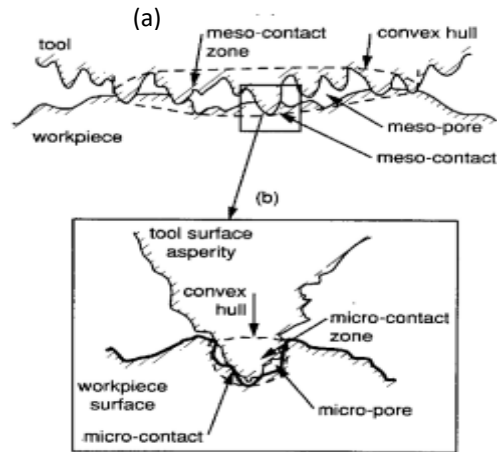 (a)
tool
meso-contact
zone
convex hull
meso-pore
meso-contact
workpiece
(b)
tool surface
asperity
convex
hull
micro-contact
zone
workpiece
surface
micro-pore
micro-contact